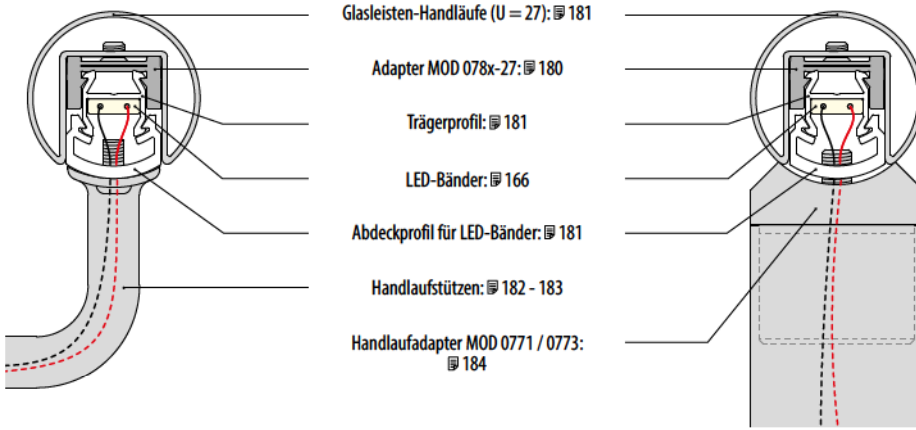 Glasleisten-Handläufe (U = 27): 181
Adapter MOD 078x-27: 180
Trägerprofil: 181
LED-Bänder: 166
Abdeckprofil für LED-Bänder: 181
Handlaufstützen: 182 - 183
Handlaufadapter MOD 0771 / 0773:
184